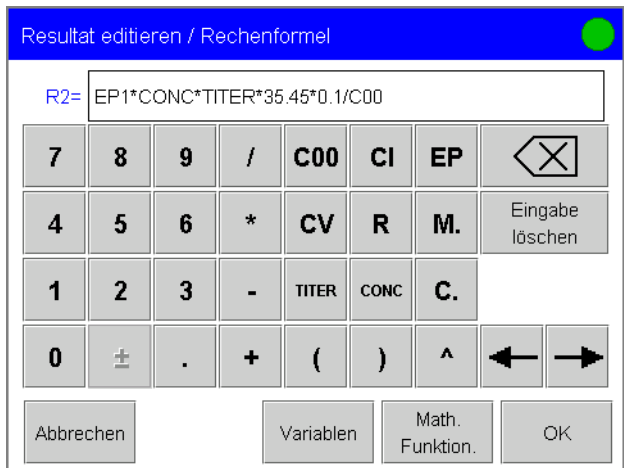 Resultat editieren / Rechenformel
R2= EP1*CONC*TITER*35.45*0.1/C00
7 8 9 / C00 CI EP
4 5 6 * CV R M. Eingabe
löschen
1 2 3 - TITER CONC C.
0 ± . + ( ) ^
Abbrechen Variablen Math.
Funktion. OK